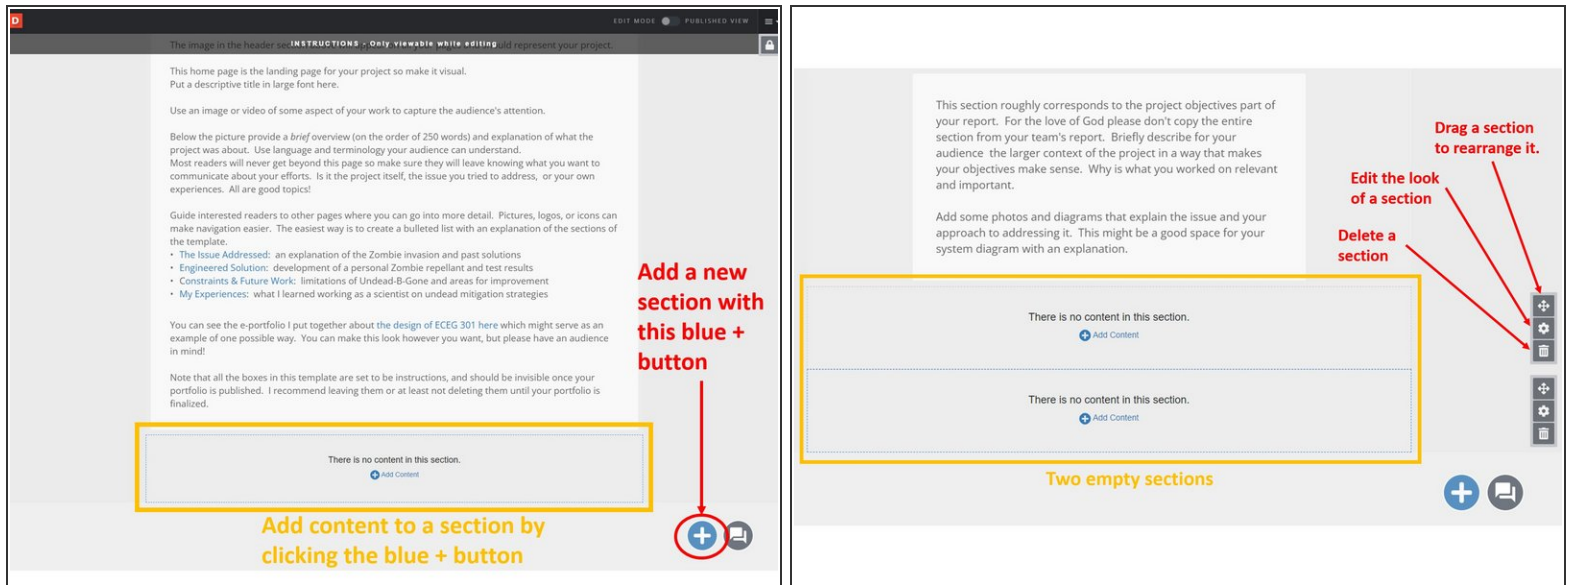 D
EDIT MODE PUBLISHED VIEW
INSTRUCTIONS - Only viewable while editing
The image in the header uld represent your project.
This home page is the landing page for your project so make it visual.
Put a descriptive title in large font here.
Use an image or video of some aspect of your work to capture the audience's attention.
Below the picture provide a brief overview (on the order of 250 words) and explanation of what the
project was about. Use language and terminology your audience can understand.
Most readers will never get beyond this page so make sure they will leave knowing what you want to
communicate about your efforts. Is it the project itself, the issue you tried to address, or your own
experiences. All are good topics!
Guide interested readers to other pages where you can go into more detail. Pictures, logos, or icons can
make navigation easier. The easiest way is to create a bulleted list with an explanation of the sections of
the template.
• The Issue Addressed: an explanation of the Zombie invasion and past solutions
• Engineered Solution: development of a personal Zombie repellant and test results
• Constraints & Future Work: limitations of Undead-B-Gone and areas for improvement
• My Experiences: what I learned working as a scientist on undead mitigation strategies
You can see the e-portfolio I put together about the design of ECEG 301 here which might serve as an
example of one possible way. You can make this look however you want, but please have an audience
in mind!
Note that all the boxes in this template are set to be instructions, and should be invisible once your
portfolio is published. I recommend leaving them or at least not deleting them until your portfolio is
finalized.
There is no content in this section.
Add Content
Add content to a section by
clicking the blue + button
Add a new
section with
this blue +
button
This section roughly corresponds to the project objectives part of
your report. For the love of God please don't copy the entire
section from your team's report. Briefly describe for your
audience the larger context of the project in a way that makes
your objectives make sense. Why is what you worked on relevant
and important.
Add some photos and diagrams that explain the issue and your
approach to addressing it. This might be a good space for your
system diagram with an explanation.
Drag a section
to rearrange it.
Edit the look
of a section
Delete a
section
There is no content in this section.
Add Content
There is no content in this section.
Add Content
Two empty sections